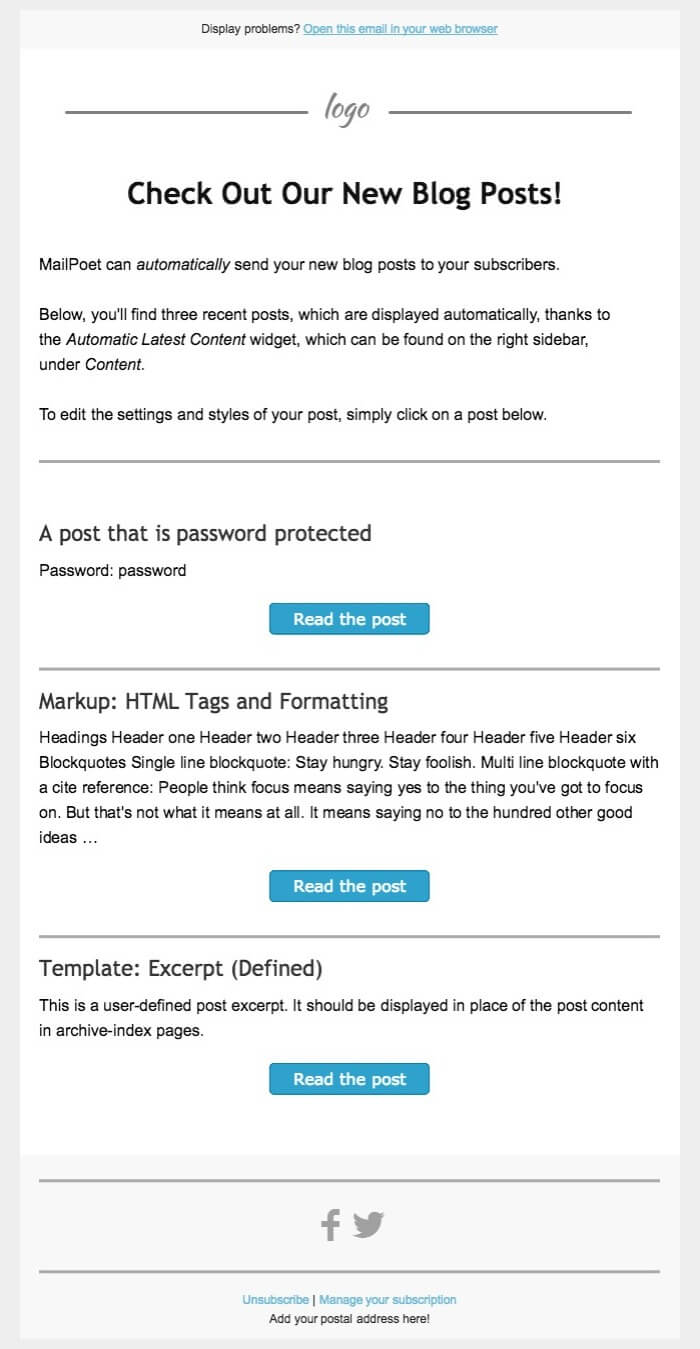 Display problems? Open this email in your web browser
logo
Check Out Our New Blog Posts!
MailPoet can automatically send your new blog posts to your subscribers.
Below, you'll find three recent posts, which are displayed automatically, thanks to
the Automatic Latest Content widget, which can be found on the right sidebar,
under Content.
To edit the settings and styles of your post, simply click on a post below.
A post that is password protected
Password: password
Read the post
Markup: HTML Tags and Formatting
Headings Header one Header two Header three Header four Header five Header six
Blockquotes Single line blockquote: Stay hungry. Stay foolish. Multi line blockquote with
a cite reference: People think focus means saying yes to the thing you've got to focus
on. But that's not what it means at all. It means saying no to the hundred other good
ideas …
Read the post
Template: Excerpt (Defined)
This is a user-defined post excerpt. It should be displayed in place of the post content
in archive-index pages.
Read the post
Unsubscribe | Manage your subscription
Add your postal address here!